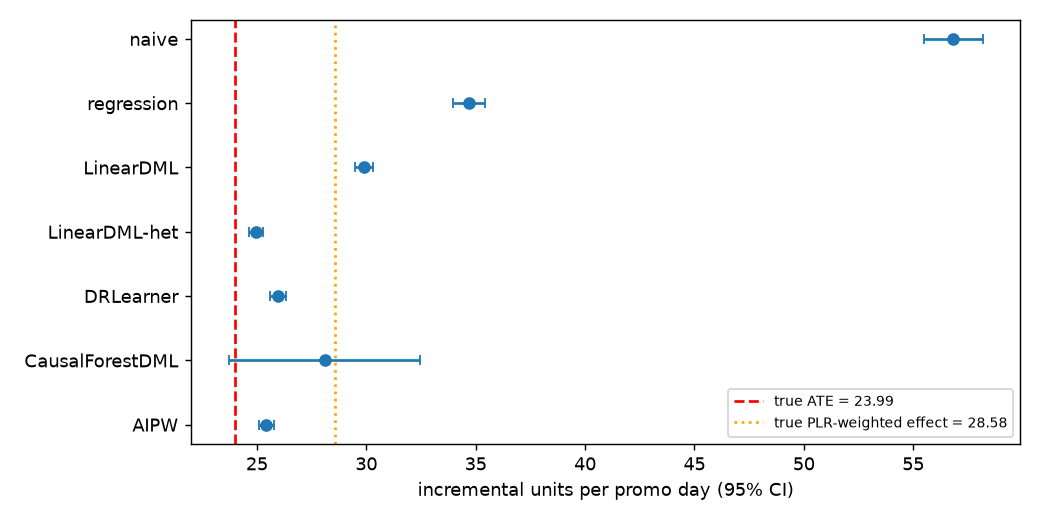 naive
regression
LinearDML
LinearDML-het
DRLearner
CausalForestDML
AIPW
true ATE = 23.99
true PLR-weighted effect = 28.58
25 30 35 40 45 50 55
incremental units per promo day (95% CI)